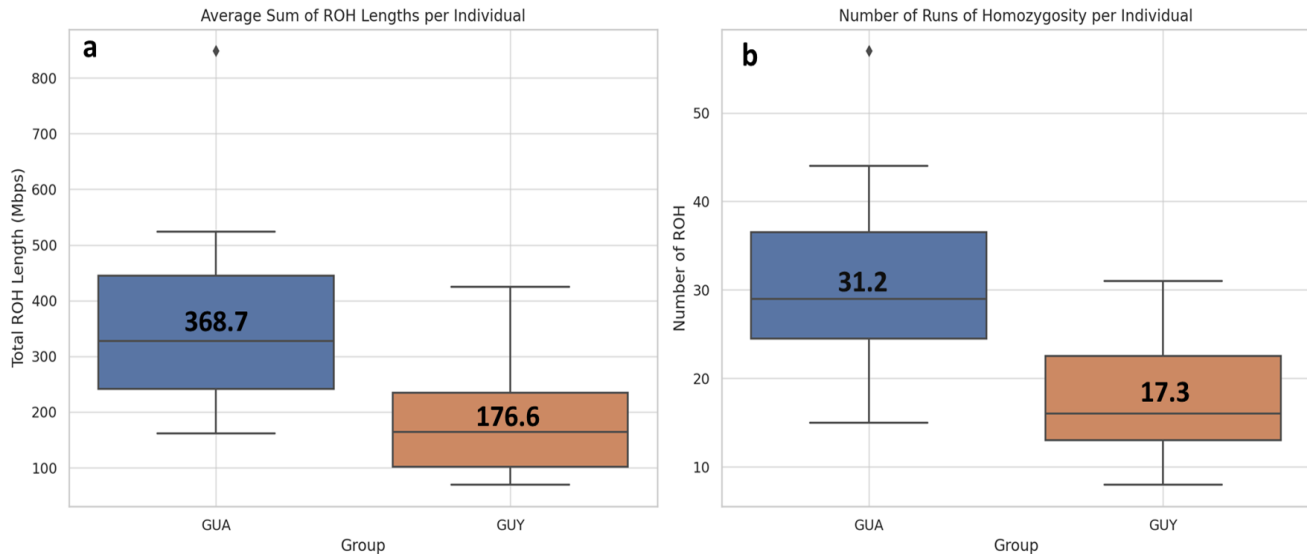 Average Sum of ROH Lengths per Individual
a
Total ROH Length (Mbps)
800
700
600
500
400
300
200
100
368.7
176.6
GUA
GUY
Group
Number of Runs of Homozygosity per Individual
b
Number of ROH
50
40
30
20
10
31.2
17.3
GUA
GUY
Group